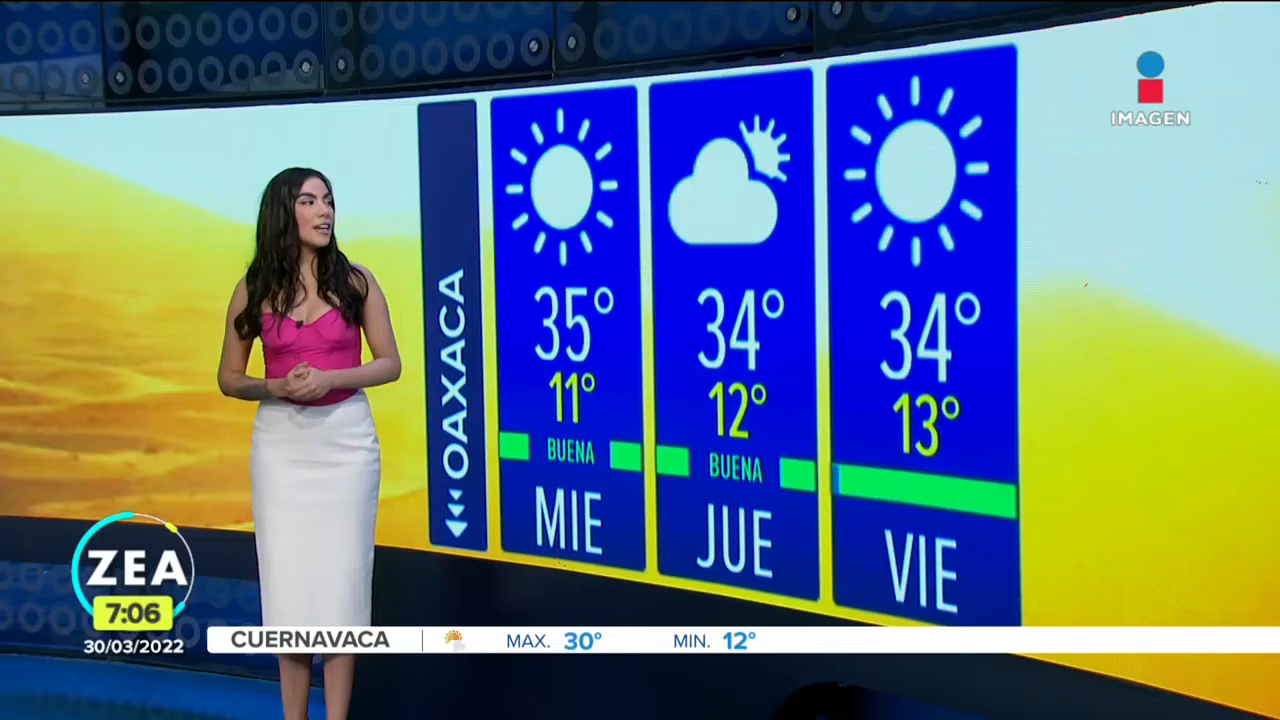 IMAGEN
OAXACA
35°
11°
BUENA
MIE
34°
12°
BUENA
JUE
34°
13°
VIE
ZEA
7:06
30/03/2022
CUERNAVACA
MAX. 30°
MIN. 12°